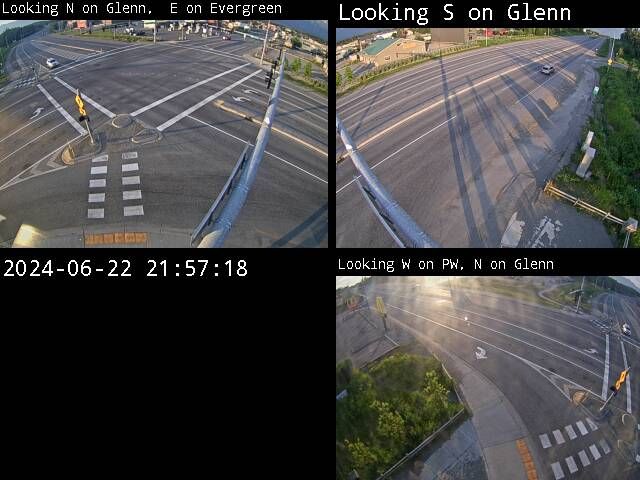 Looking N on Glenn, E on Evergreen
Looking S on Glenn
2024-06-22 21:57:18
Looking W on PW, N on Glenn